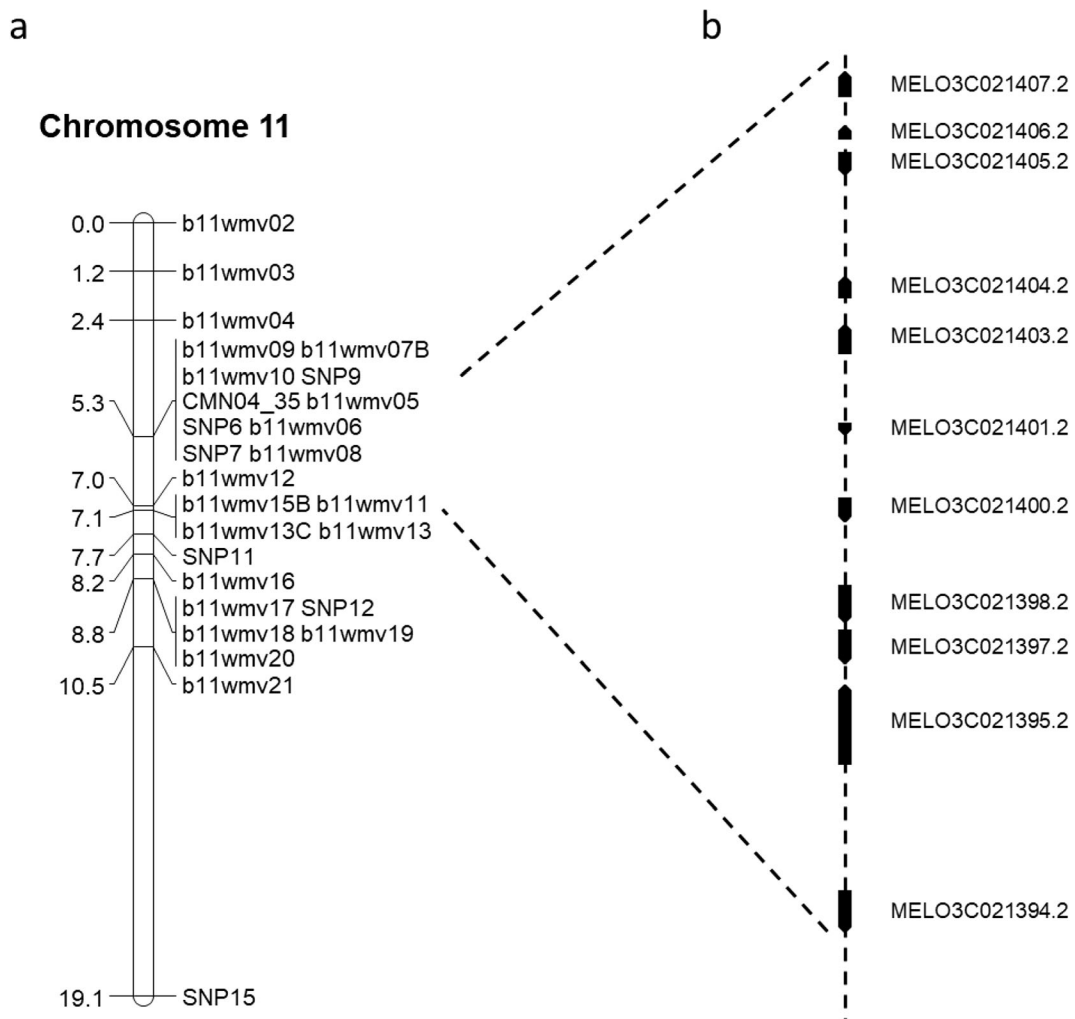 a
b
Chromosome 11
0.0 b11wmv02
1.2 b11wmv03
2.4 b11wmv04
b11wmv09 b11wmv07B
b11wmv10 SNP9
5.3 CMN04_35 b11wmv05
SNP6 b11wmv06
SNP7 b11wmv08
7.0 b11wmv12
7.1 b11wmv15B b11wmv11
b11wmv13C b11wmv13
7.7 SNP11
8.2 b11wmv16
b11wmv17 SNP12
8.8 b11wmv18 b11wmv19
b11wmv20
10.5 b11wmv21
19.1 SNP15
MELO3C021407.2
MELO3C021406.2
MELO3C021405.2
MELO3C021404.2
MELO3C021403.2
MELO3C021401.2
MELO3C021400.2
MELO3C021398.2
MELO3C021397.2
MELO3C021395.2
MELO3C021394.2